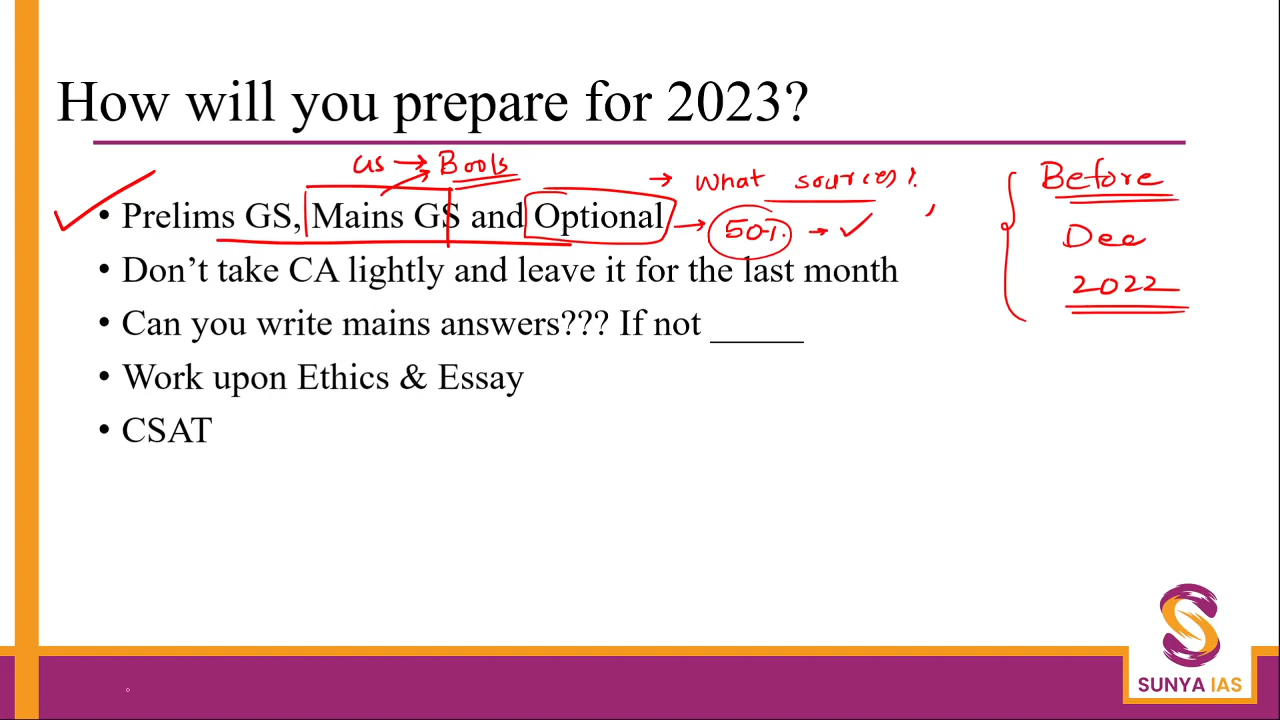 How will you prepare for 2023?
GS → Books
→ What sources?
Before
• Prelims GS, Mains GS and Optional
→ 50% → ✓
Dec
• Don't take CA lightly and leave it for the last month
2022
• Can you write mains answers??? If not _____
• Work upon Ethics & Essay
• CSAT
SUNYA IAS